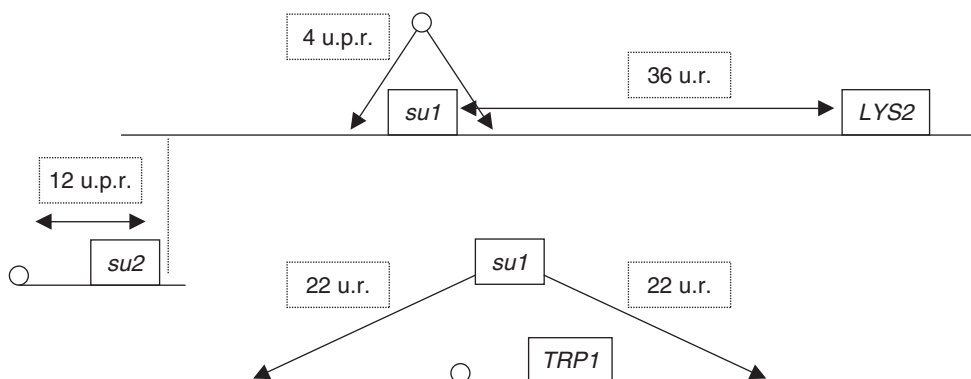 4 u.p.r.
36 u.r.
su1
LYS2
12 u.p.r.
su2
su1
22 u.r.
22 u.r.
TRP1